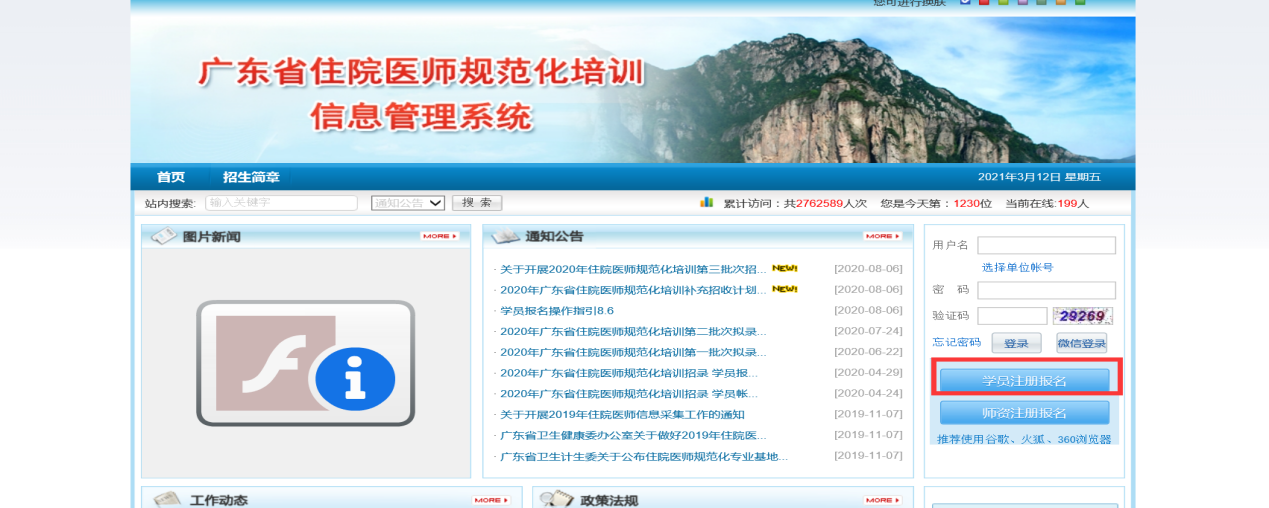 您可进行换肤
广东省住院医师规范化培训
信息管理系统
首页 招生简章 2021年3月12日 星期五
站内搜索: 输入关键字 通知公告 搜 索 累计访问：共2762589人次 您是今天第：1230位 当前在线:199人
图片新闻 MORE
通知公告 MORE
· 关于开展2020年住院医师规范化培训第三批次招... NEW! [2020-08-06]
· 2020年广东省住院医师规范化培训补充招收计划... NEW! [2020-08-06]
· 学员报名操作指引8.6 [2020-08-06]
· 2020年广东省住院医师规范化培训第二批次拟录... [2020-07-24]
· 2020年广东省住院医师规范化培训第一批次拟录... [2020-06-22]
· 2020年广东省住院医师规范化培训招录 学员报... [2020-04-29]
· 2020年广东省住院医师规范化培训招录 学员帐... [2020-04-24]
· 关于开展2019年住院医师信息采集工作的通知 [2019-11-07]
· 广东省卫生健康委办公室关于做好2019年住院医... [2019-11-07]
· 广东省卫生计生委关于公布住院医师规范化专业基地... [2019-11-07]
用户名
选择单位帐号
密 码
验证码 29269
忘记密码 登录 微信登录
学员注册报名
师资注册报名
推荐使用谷歌、火狐、360浏览器
工作动态 MORE
政策法规 MORE